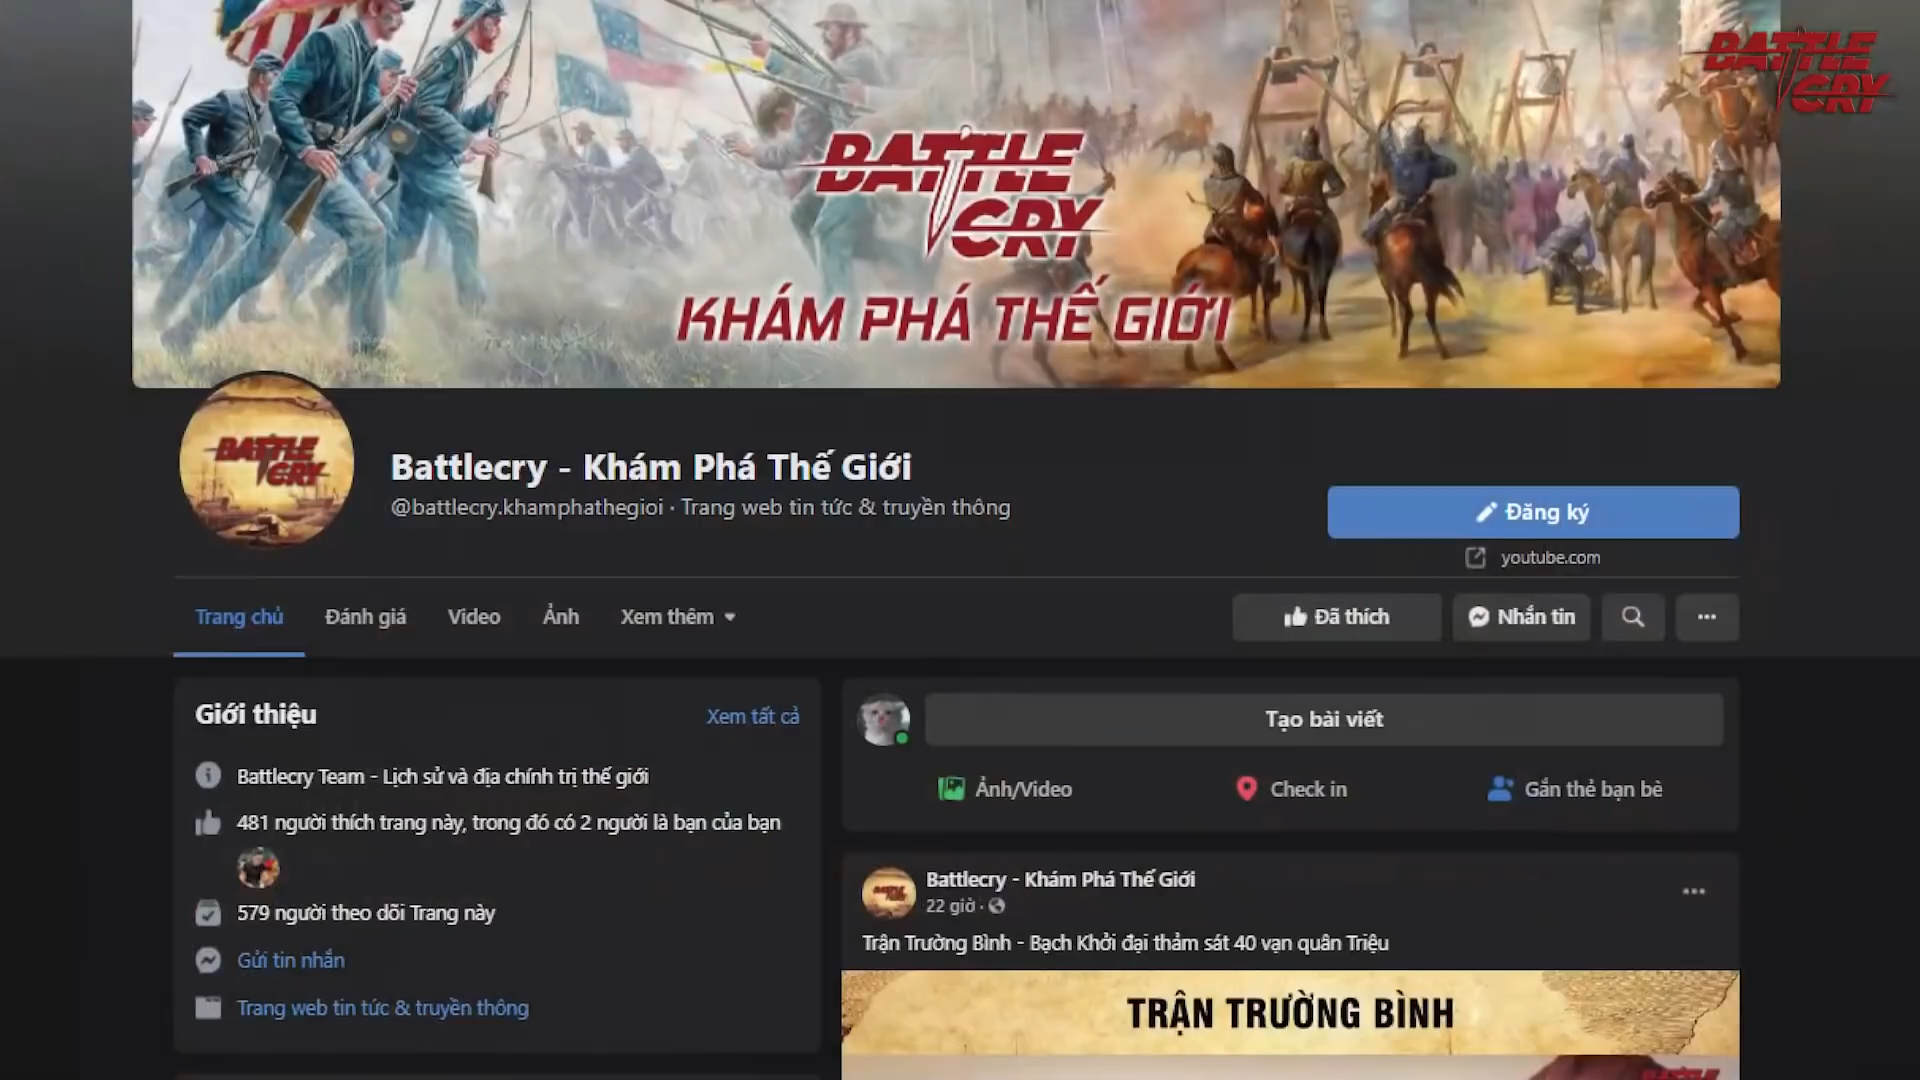 BATTLE
CRY
BATTLE
CRY
KHÁM PHÁ THẾ GIỚI
BATTLE
CRY
Battlecry - Khám Phá Thế Giới
@battlecry.khamphathegioi · Trang web tin tức & truyền thông
Đăng ký
youtube.com
Trang chủ Đánh giá Video Ảnh Xem thêm
Đã thích Nhắn tin
Giới thiệu Xem tất cả
Battlecry Team - Lịch sử và địa chính trị thế giới
481 người thích trang này, trong đó có 2 người là bạn của bạn
579 người theo dõi Trang này
Gửi tin nhắn
Trang web tin tức & truyền thông
Tạo bài viết
Ảnh/Video Check in Gắn thẻ bạn bè
BATTLE
CRY
Battlecry - Khám Phá Thế Giới
22 giờ ·
Trận Trường Bình - Bạch Khởi đại thảm sát 40 vạn quân Triệu
TRẬN TRƯỜNG BÌNH
BATTLE